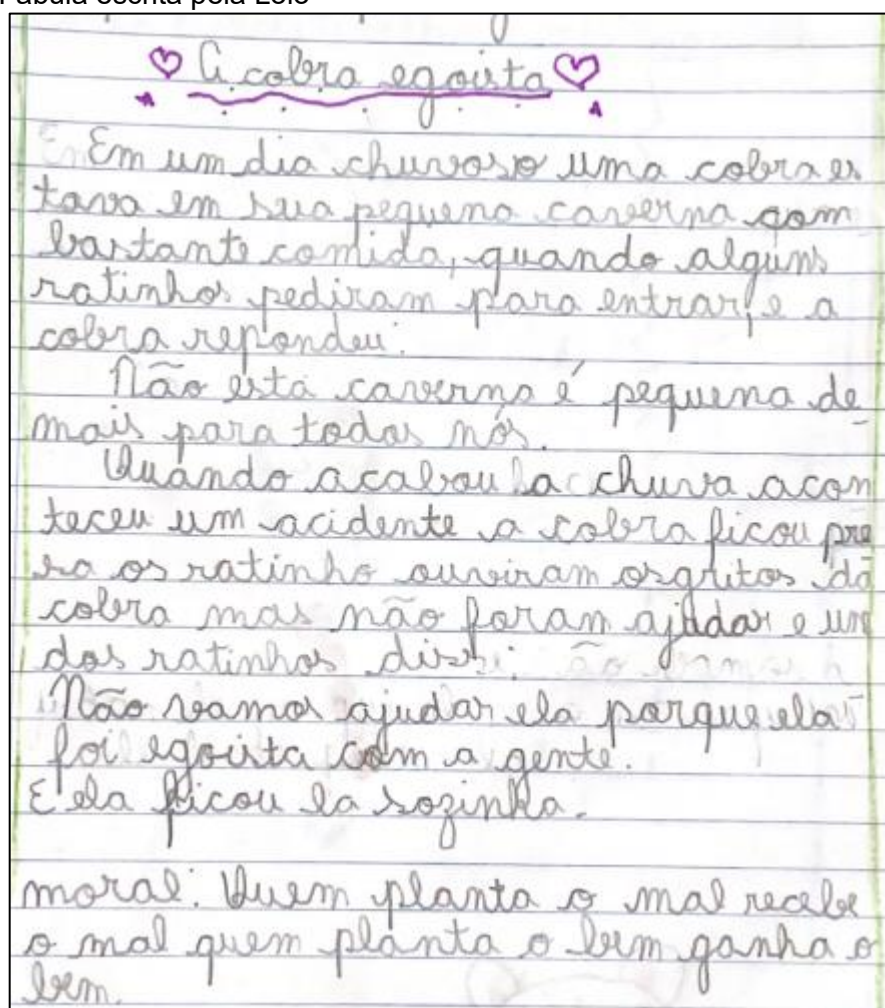 Fábula escrita pela Zoio
A cobra egoista
Em um dia chuvoso uma cobra es
tava em sua pequena caverna com
bastante comida, quando alguns
ratinhos pediram para entrar, e a
cobra repondeu:
Não esta caverna é pequena de
mais para todos nós.
Quando acabou a chuva acon
teceu um acidente a cobra ficou pre
sa os ratinho ouviram osgritos da
cobra mas não foram ajudar e um
dos ratinhos disse:
Não vamos ajudar ela porque ela
foi egoista com a gente.
E ela ficou la sozinha.
moral: Quem planta o mal recebe
o mal quem planta o bem ganha o
bem.